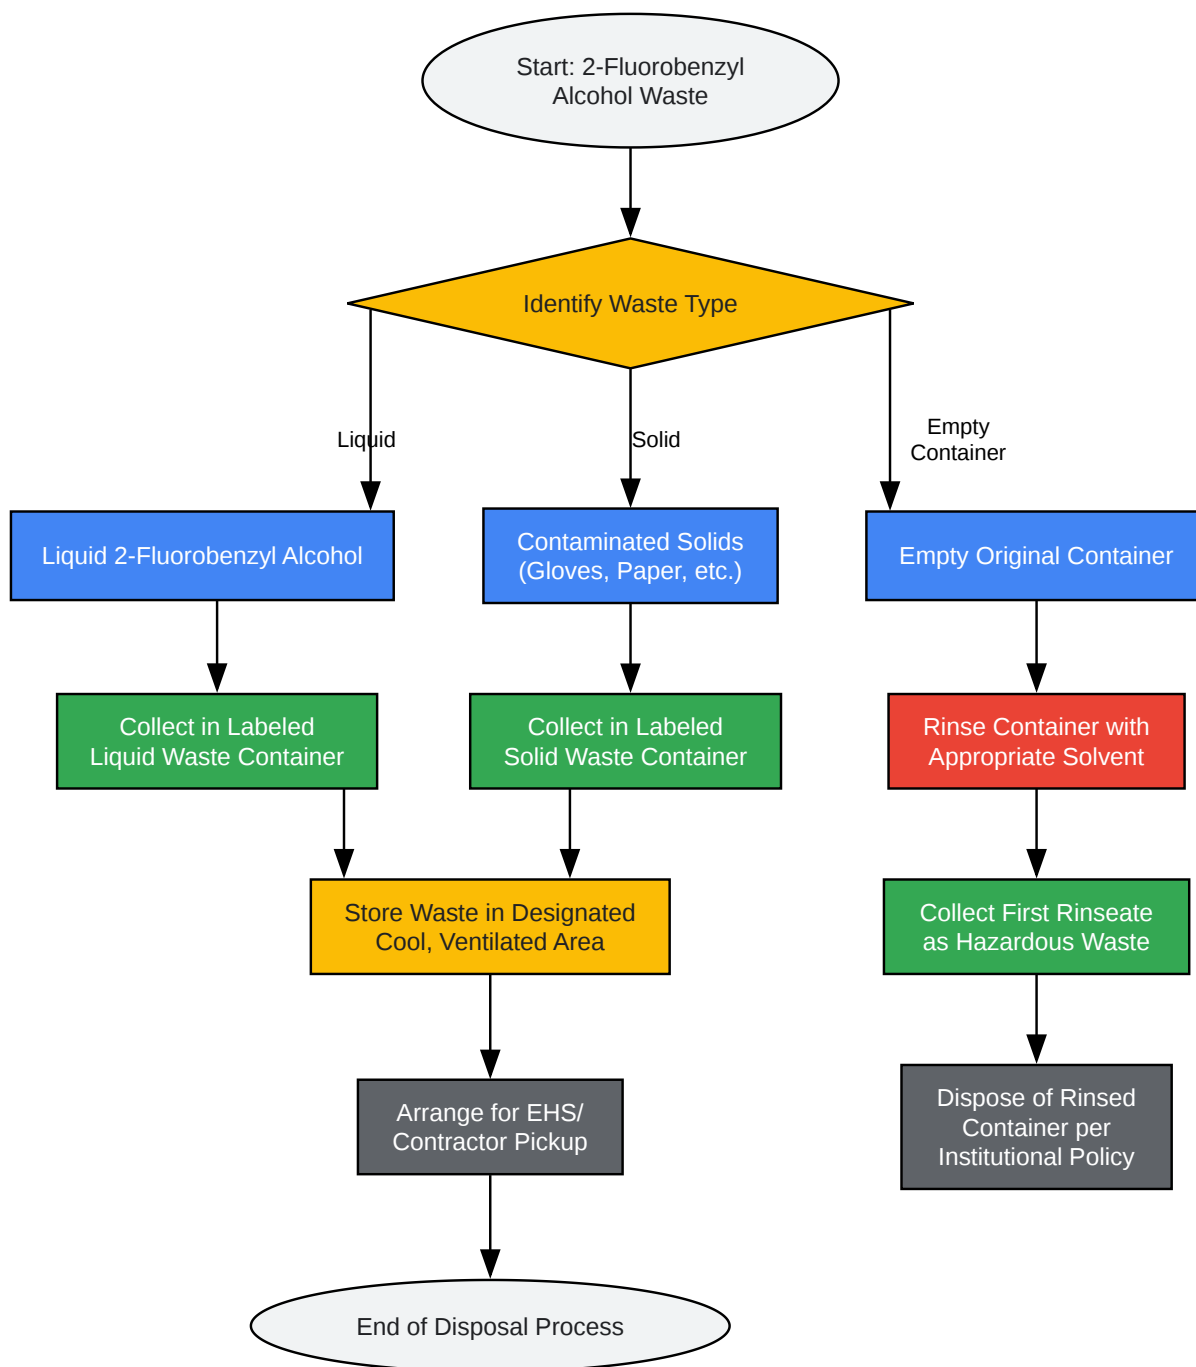 Start: 2-Fluorobenzyl
Alcohol Waste
Identify Waste Type
Liquid
Solid
Empty
Container
Liquid 2-Fluorobenzyl Alcohol
Contaminated Solids
(Gloves, Paper, etc.)
Empty Original Container
Collect in Labeled
Liquid Waste Container
Collect in Labeled
Solid Waste Container
Rinse Container with
Appropriate Solvent
Store Waste in Designated
Cool, Ventilated Area
Collect First Rinseate
as Hazardous Waste
Arrange for EHS/
Contractor Pickup
Dispose of Rinsed
Container per
Institutional Policy
End of Disposal Process